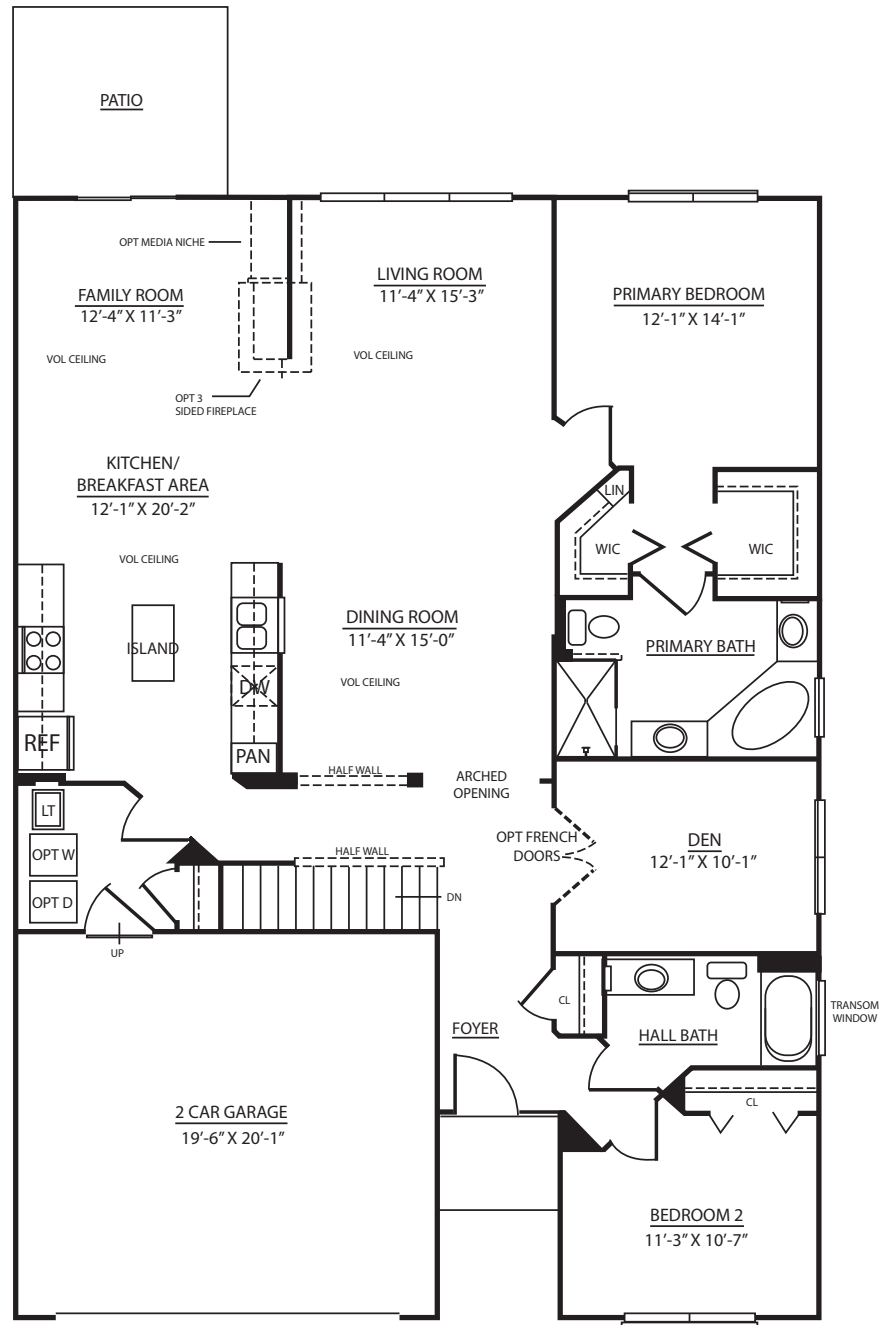 PATIO
OPT MEDIA NICHE
FAMILY ROOM
12'-4" X 11'-3"
VOL CEILING
LIVING ROOM
11'-4" X 15'-3"
VOL CEILING
PRIMARY BEDROOM
12'-1" X 14'-1"
OPT 3
SIDED FIREPLACE
KITCHEN/
BREAKFAST AREA
12'-1" X 20'-2"
VOL CEILING
LIN
WIC
WIC
ISLAND
DINING ROOM
11'-4" X 15'-0"
VOL CEILING
PRIMARY BATH
DW
REF
PAN
HALF WALL
ARCHED
OPENING
LT
OPT W
OPT D
HALF WALL
OPT FRENCH
DOORS
DEN
12'-1" X 10'-1"
DN
UP
CL
FOYER
HALL BATH
TRANSOM
WINDOW
CL
2 CAR GARAGE
19'-6" X 20'-1"
BEDROOM 2
11'-3" X 10'-7"